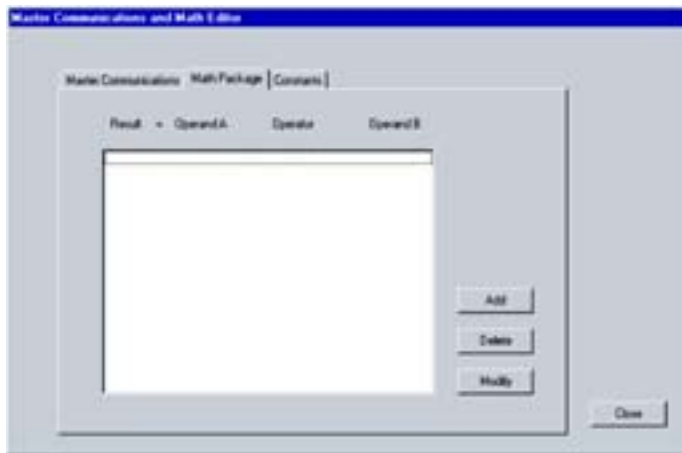 Master Communications and Math Editor
Master Communications Math Package Constants
Result = Operand A Operator Operand B
Add
Delete
Modify
Close